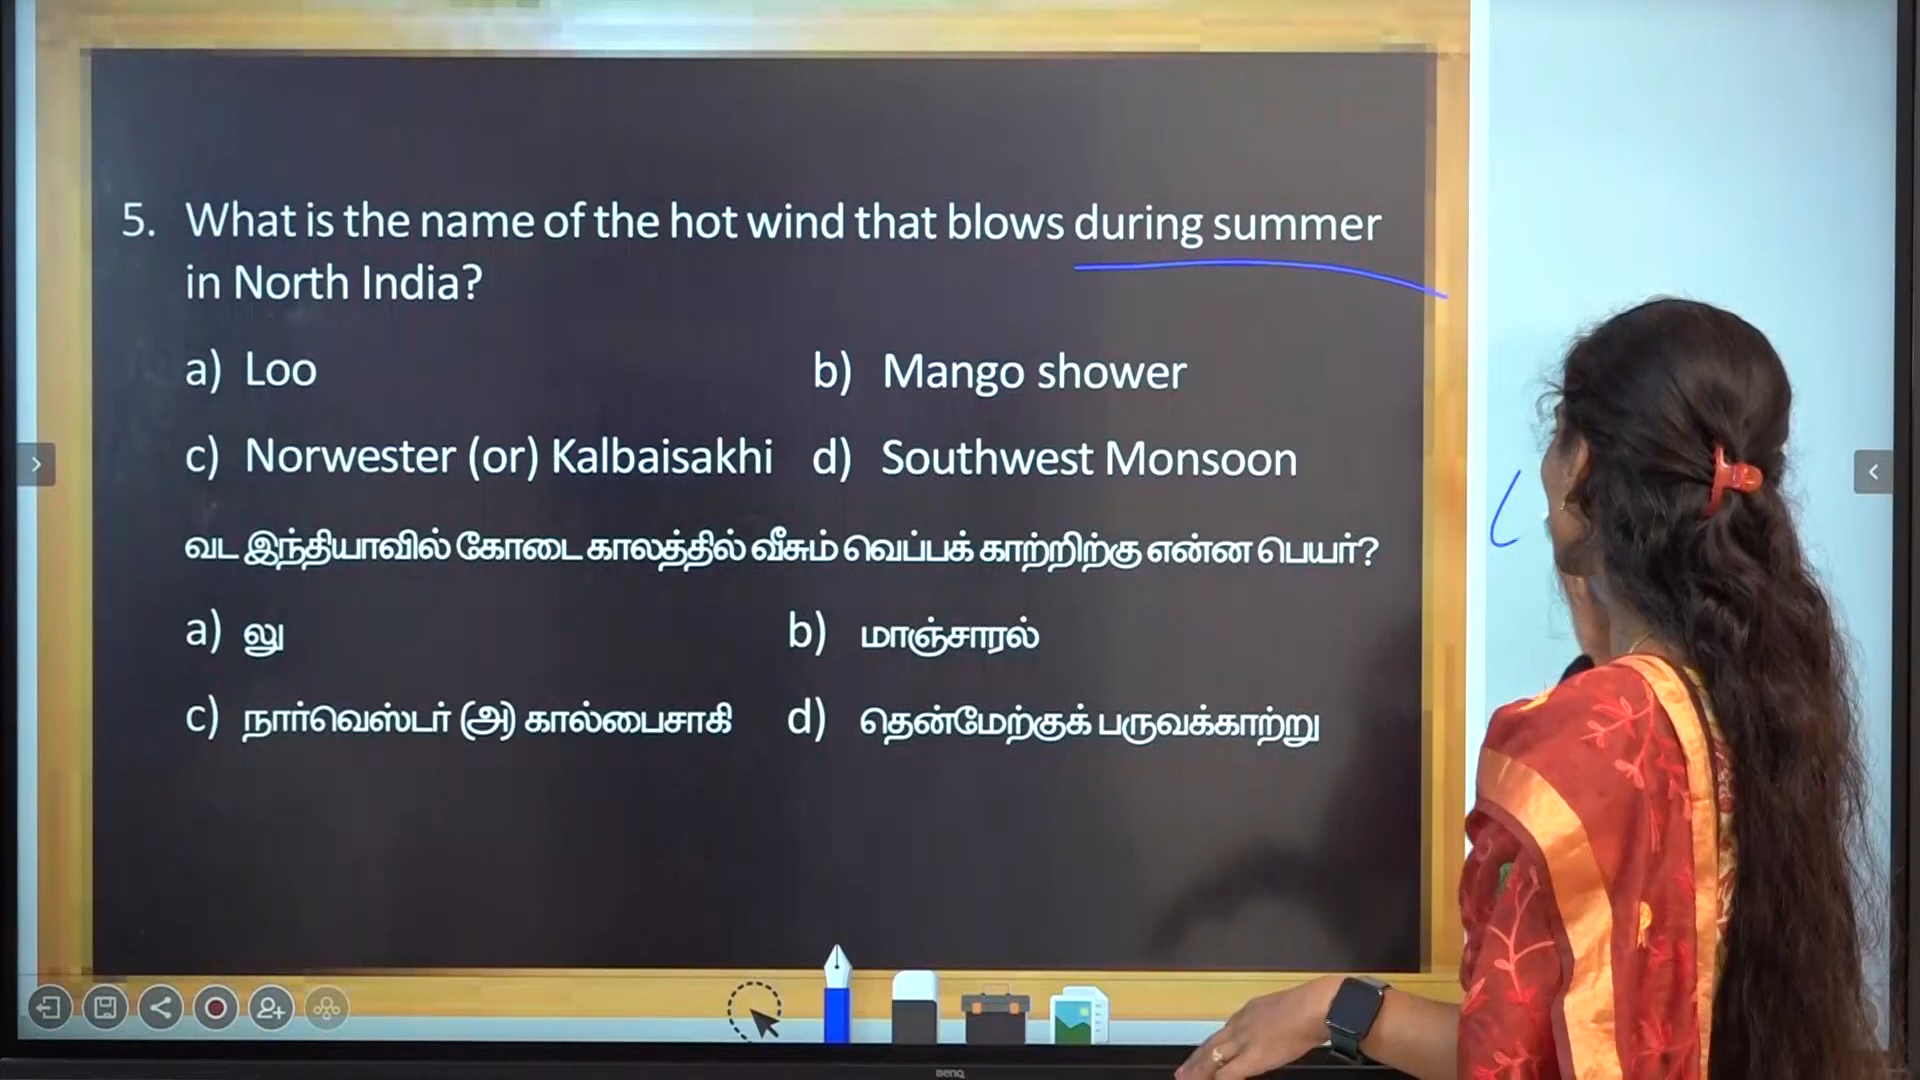 5. What is the name of the hot wind that blows during summer
in North India?
a) Loo b) Mango shower
c) Norwester (or) Kalbaisakhi d) Southwest Monsoon
வட இந்தியாவில் கோடை காலத்தில் வீசும் வெப்பக் காற்றிற்கு என்ன பெயர்?
a) லு b) மாஞ்சாரல்
c) நார்வெஸ்டர் (அ) கால்பைசாகி d) தென்மேற்குக் பருவக்காற்று
BENQ